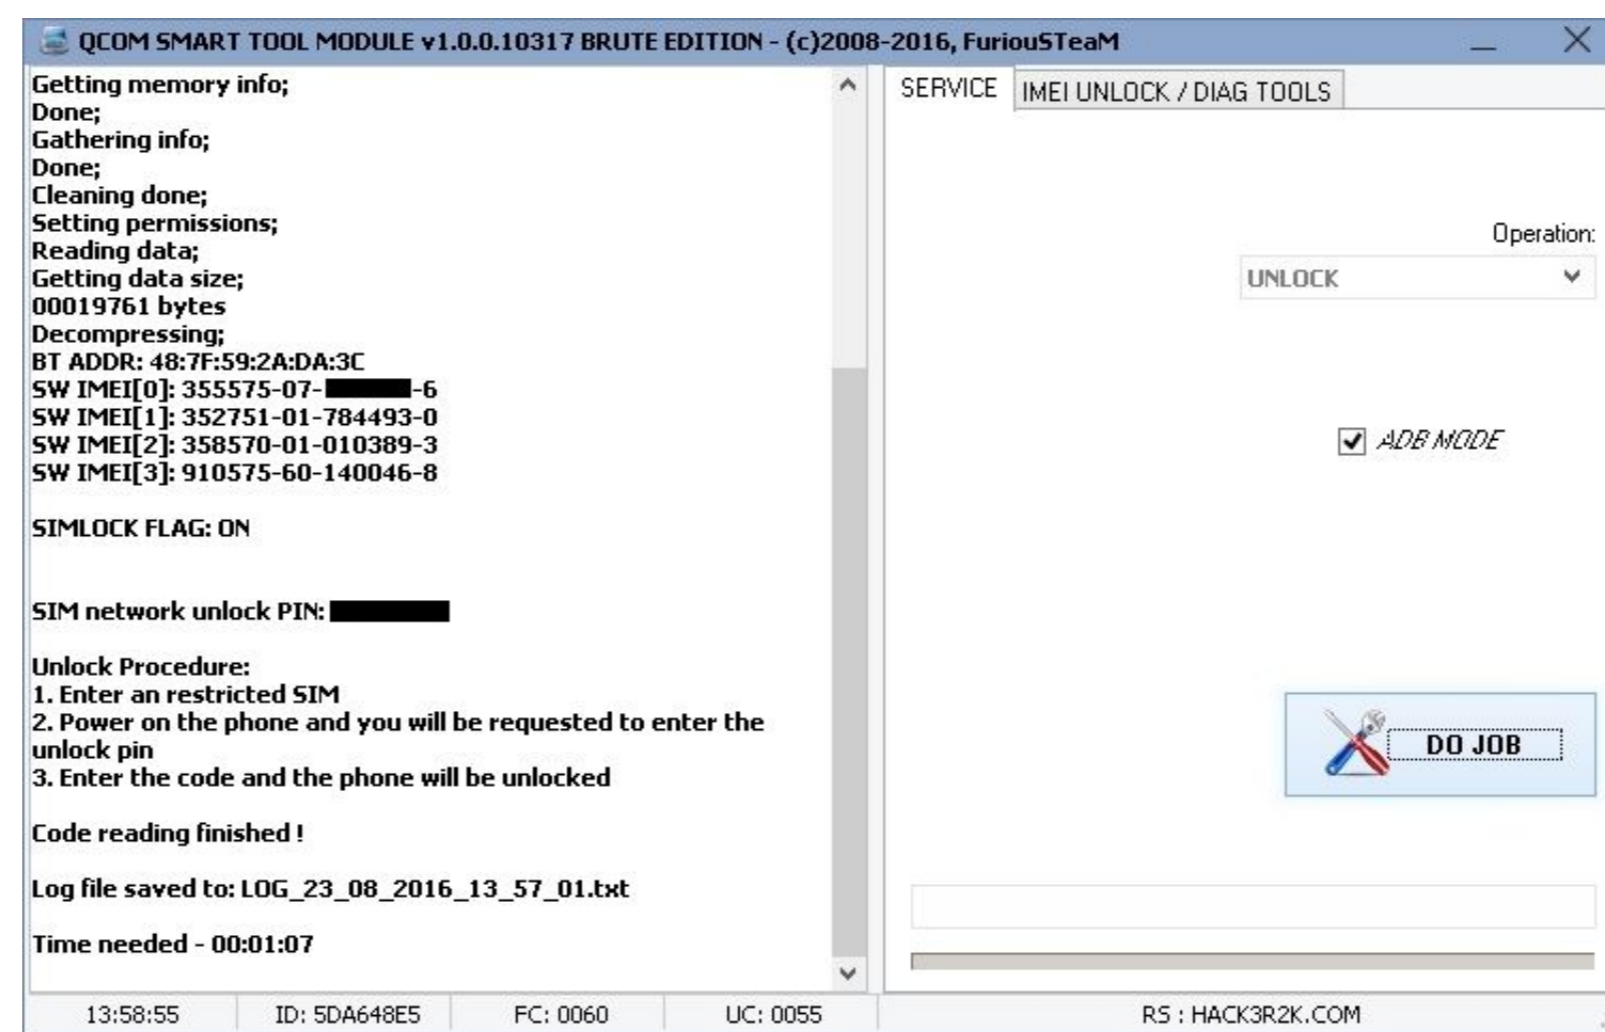 QCOM SMART TOOL MODULE v1.0.0.10317 BRUTE EDITION - (c)2008-2016, FuriouSTeaM
Getting memory info;
Done;
Gathering info;
Done;
Cleaning done;
Setting permissions;
Reading data;
Getting data size;
00019761 bytes
Decompressing;
BT ADDR: 48:7F:59:2A:DA:3C
SW IMEI[0]: 355575-07- -6
SW IMEI[1]: 352751-01-784493-0
SW IMEI[2]: 358570-01-010389-3
SW IMEI[3]: 910575-60-140046-8
SIMLOCK FLAG: ON
SIM network unlock PIN:
Unlock Procedure:
1. Enter an restricted SIM
2. Power on the phone and you will be requested to enter the
unlock pin
3. Enter the code and the phone will be unlocked
Code reading finished !
Log file saved to: LOG_23_08_2016_13_57_01.txt
Time needed - 00:01:07
SERVICE
IMEI UNLOCK / DIAG TOOLS
Operation:
UNLOCK
ADB MODE
DO JOB
13:58:55
ID: 5DA648E5
FC: 0060
UC: 0055
RS : HACK3R2K.COM